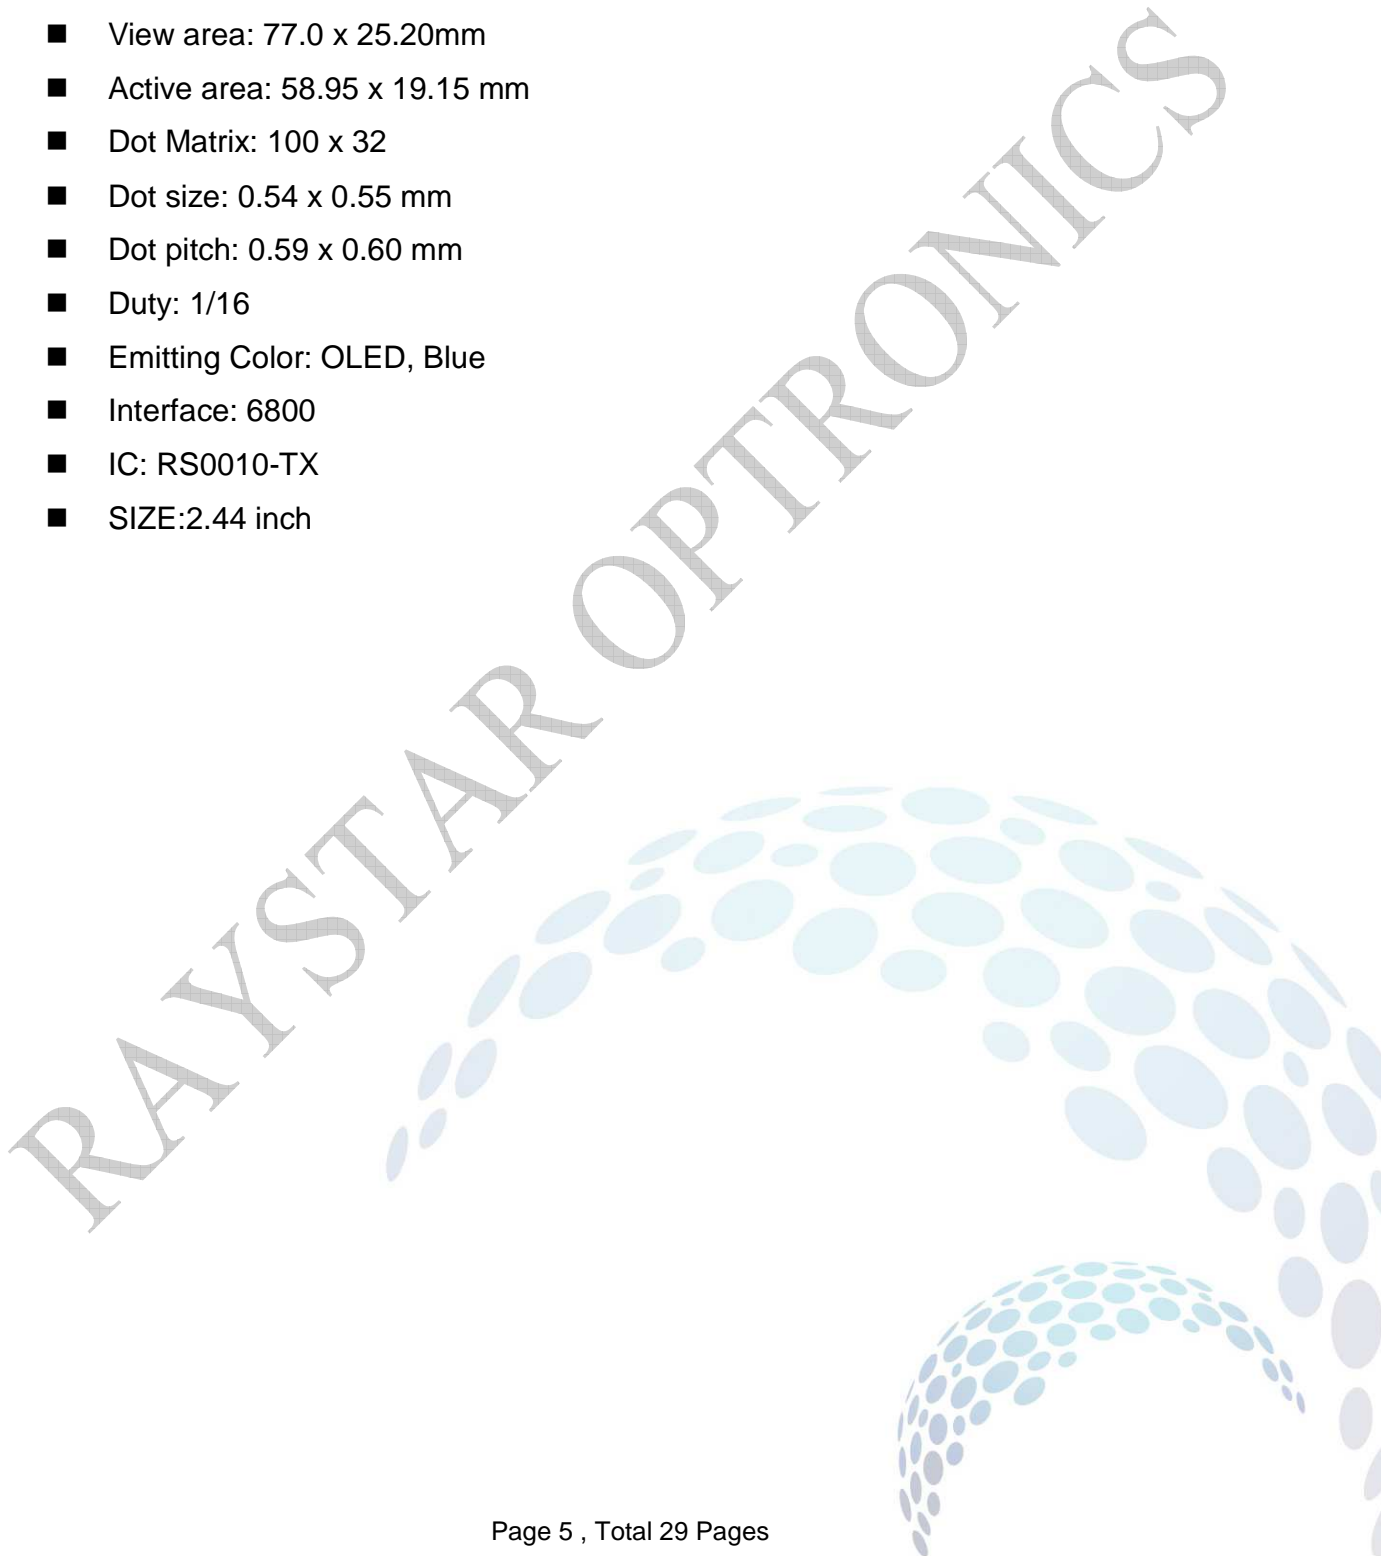 ■ View area: 77.0 x 25.20mm
■ Active area: 58.95 x 19.15 mm
■ Dot Matrix: 100 x 32
■ Dot size: 0.54 x 0.55 mm
■ Dot pitch: 0.59 x 0.60 mm
■ Duty: 1/16
■ Emitting Color: OLED, Blue
■ Interface: 6800
■ IC: RS0010-TX
■ SIZE:2.44 inch
RAYSTAR OPTRONICS
Page 5 , Total 29 Pages